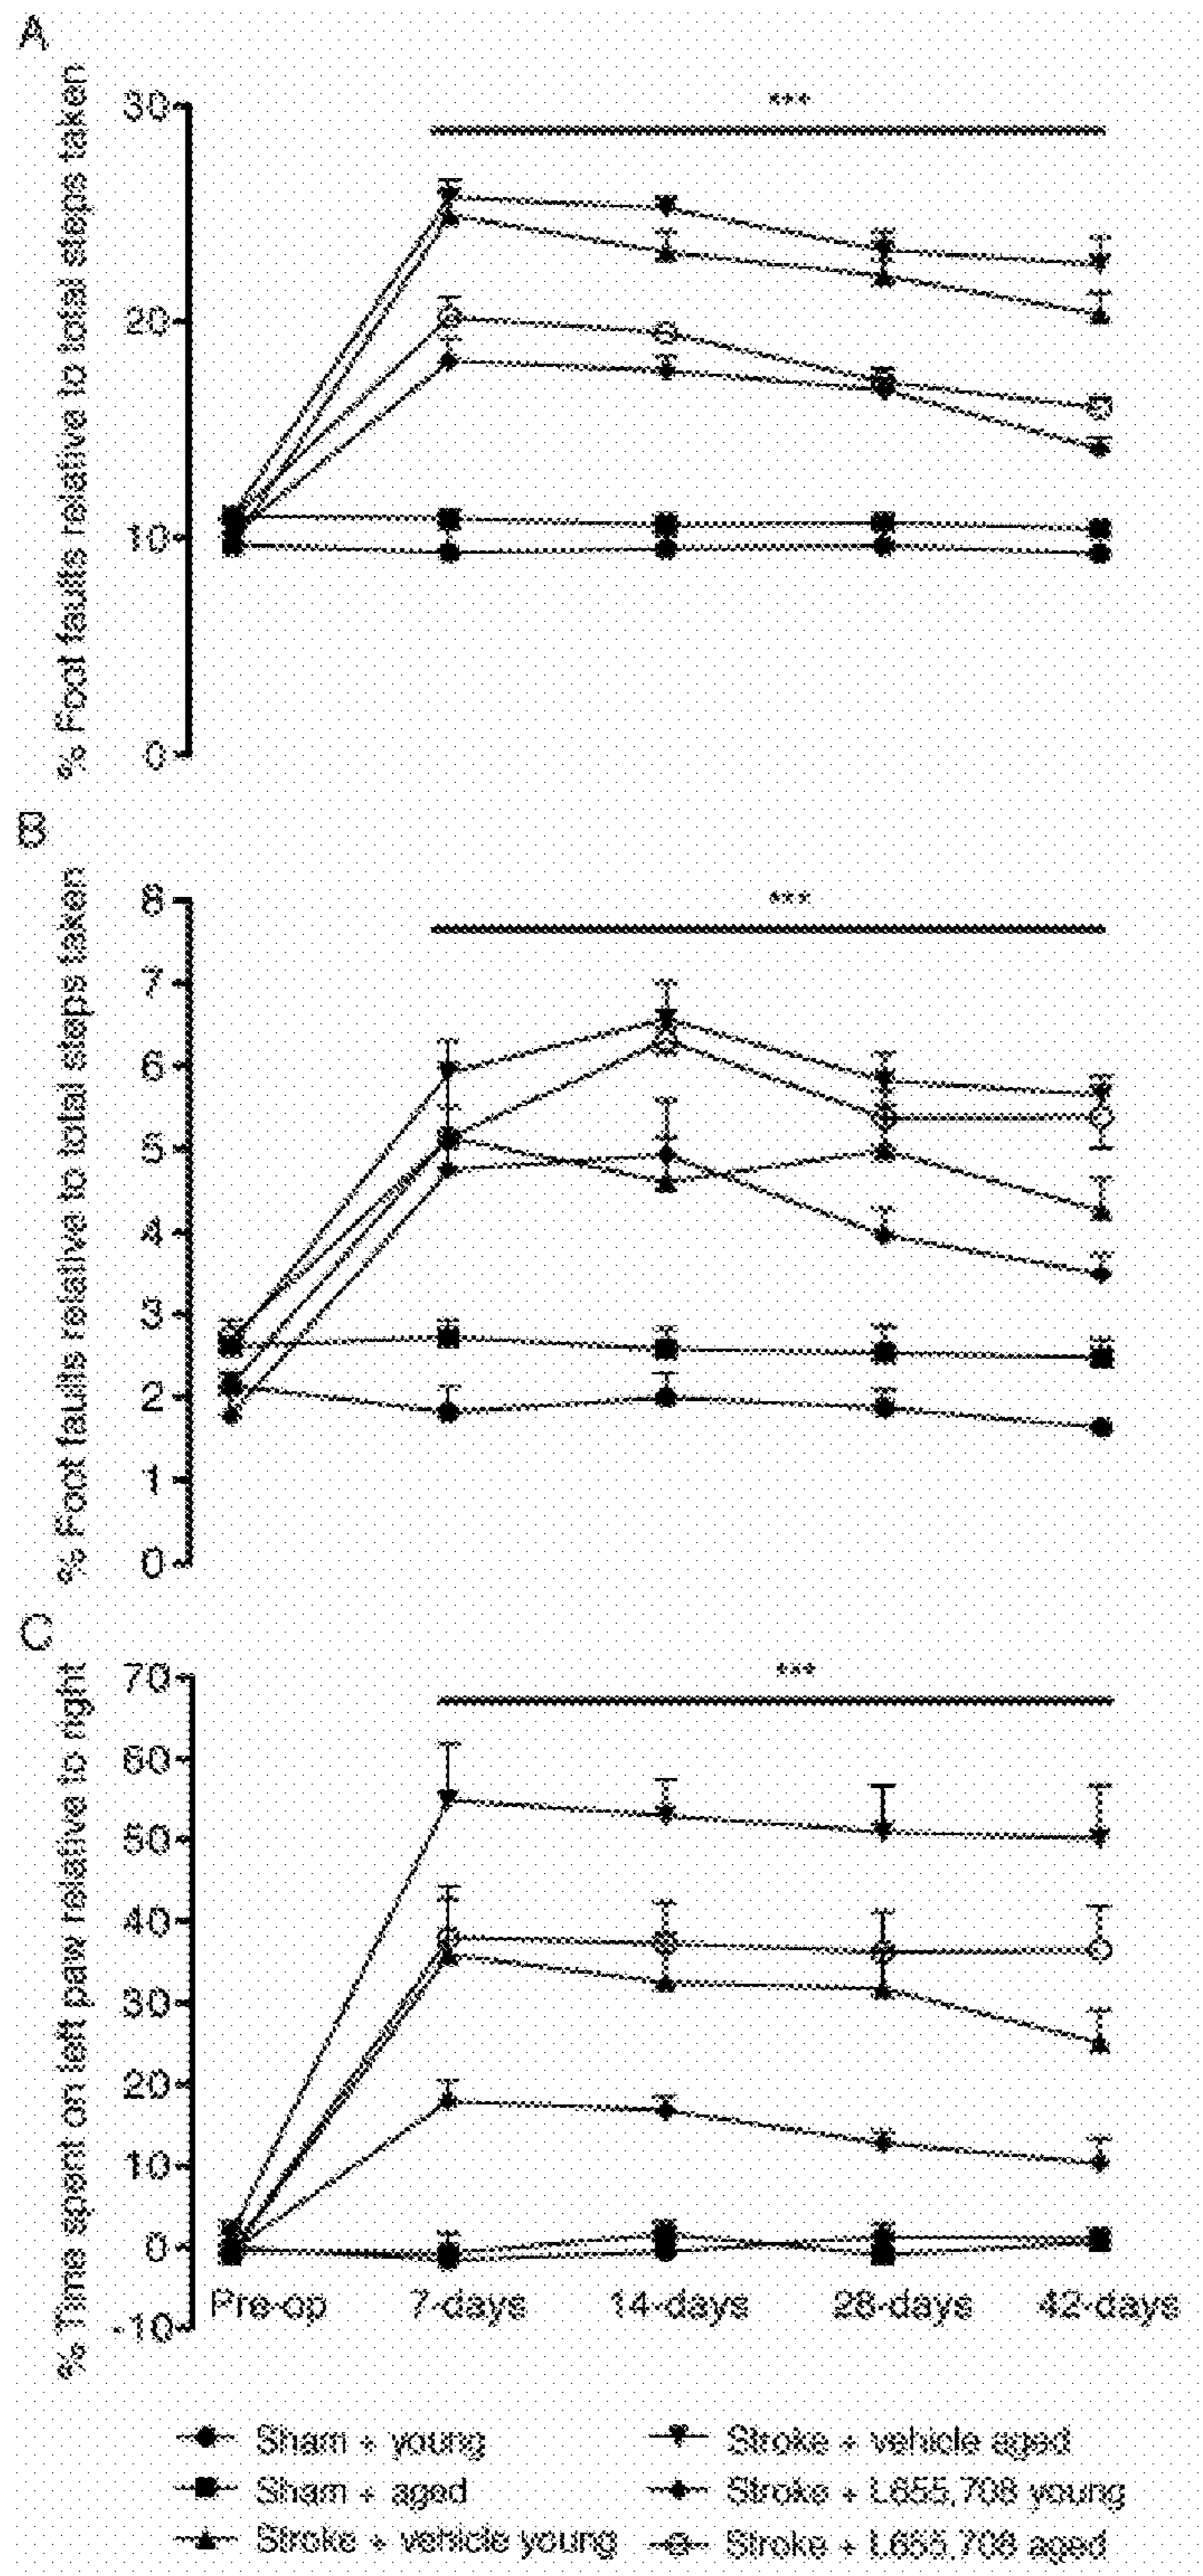 A
% Foot faults relative to total steps taken
30
20
10
0
***
B
% Foot faults relative to total steps taken
8
7
6
5
4
3
2
1
0
***
C
% Time spent on left paw relative to right
70
60
50
40
30
20
10
0
-10
***
Pre-op 7-days 14-days 28-days 42-days
Sham + young
Sham + aged
Stroke + vehicle young
Stroke + vehicle aged
Stroke + L655,708 young
Stroke + L655,708 aged